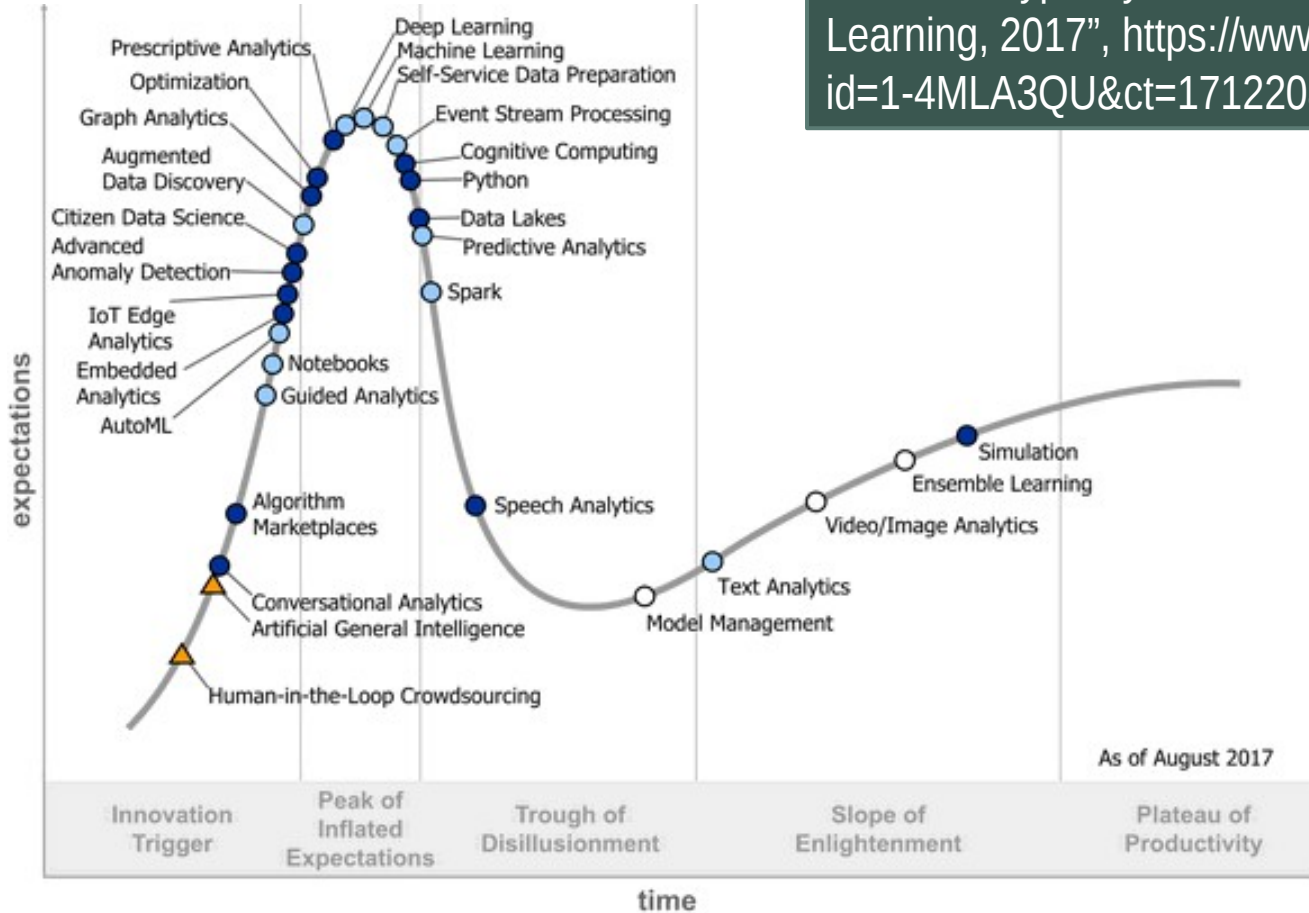 Learning, 2017”, https://www
id=1-4MLA3QU&ct=171220
Deep Learning
Prescriptive Analytics
Machine Learning
Self-Service Data Preparation
Optimization
Graph Analytics
Event Stream Processing
Augmented
Data Discovery
Cognitive Computing
Python
Citizen Data Science
Data Lakes
Advanced
Anomaly Detection
Predictive Analytics
IoT Edge
Analytics
Spark
Embedded
Analytics
Notebooks
Guided Analytics
AutoML
expectations
Algorithm
Marketplaces
Speech Analytics
Simulation
Ensemble Learning
Video/Image Analytics
Text Analytics
Model Management
Conversational Analytics
Artificial General Intelligence
Human-in-the-Loop Crowdsourcing
As of August 2017
Innovation
Trigger
Peak of
Inflated
Expectations
Trough of
Disillusionment
Slope of
Enlightenment
Plateau of
Productivity
time